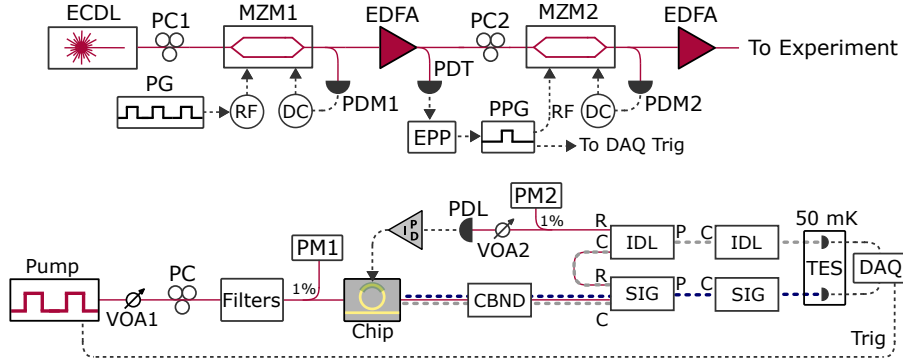 ECDL PC1 MZM1 EDFA PC2 MZM2 EDFA
To Experiment
PG RF DC PDM1 PDT PPG RF DC PDM2
EPP To DAQ Trig
PM2 50 mK
PDL 1% R P C
PM1 I P D VOA2 C IDL IDL TES
Pump PC 1% R DAQ
Filters CBND SIG P C SIG
VOA1 Chip C
Trig